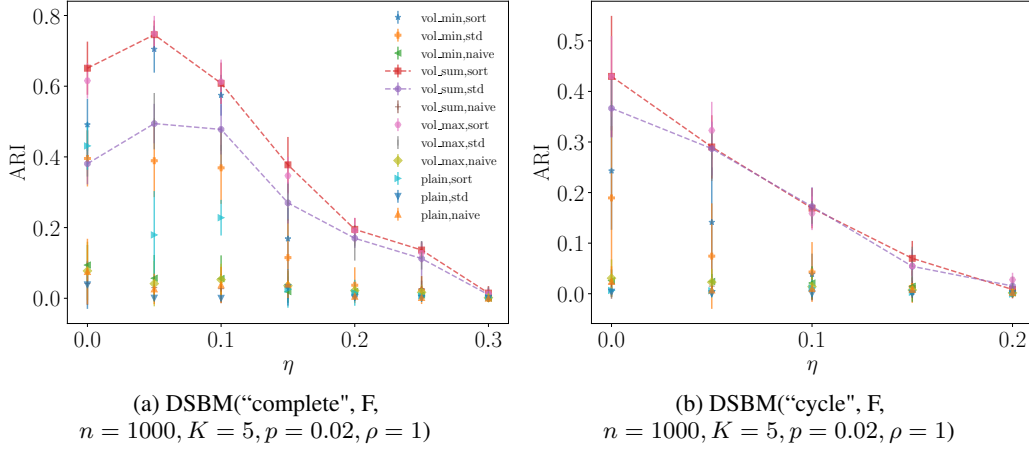 0.8
0.6
0.4
0.2
0.0
ARI
0.0
0.1
0.2
0.3
η
vol_min,sort
vol_min,std
vol_min,naive
vol_sum,sort
vol_sum,std
vol_sum,naive
vol_max,sort
vol_max,std
vol_max,naive
plain,sort
plain,std
plain,naive
(a) DSBM(“complete", F,
n = 1000, K = 5, p = 0.02, ρ = 1)
0.5
0.4
0.3
0.2
0.1
0.0
ARI
0.0
0.1
0.2
η
(b) DSBM(“cycle", F,
n = 1000, K = 5, p = 0.02, ρ = 1)